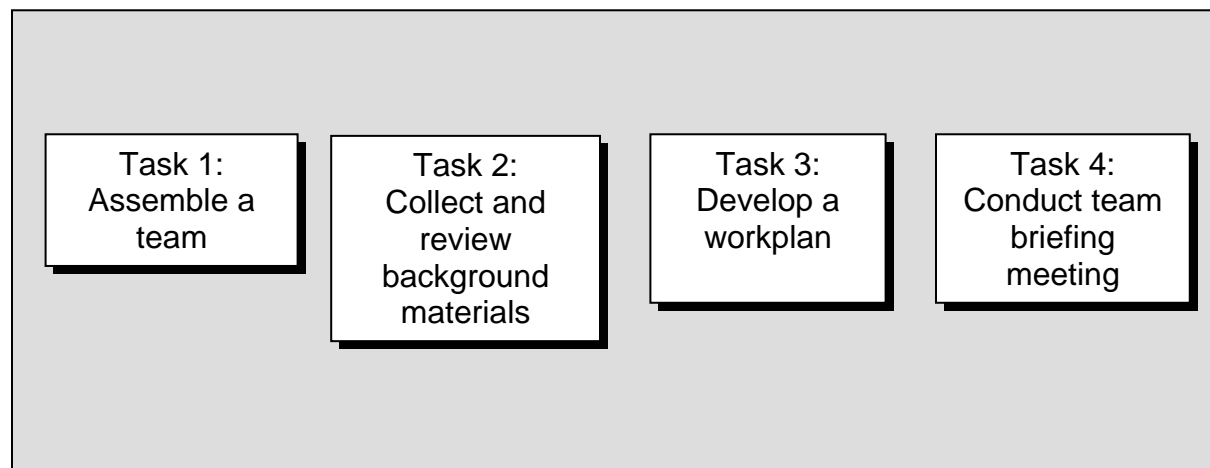 Task 1:
Assemble a
team
Task 2:
Collect and
review
background
materials
Task 3:
Develop a
workplan
Task 4:
Conduct team
briefing
meeting